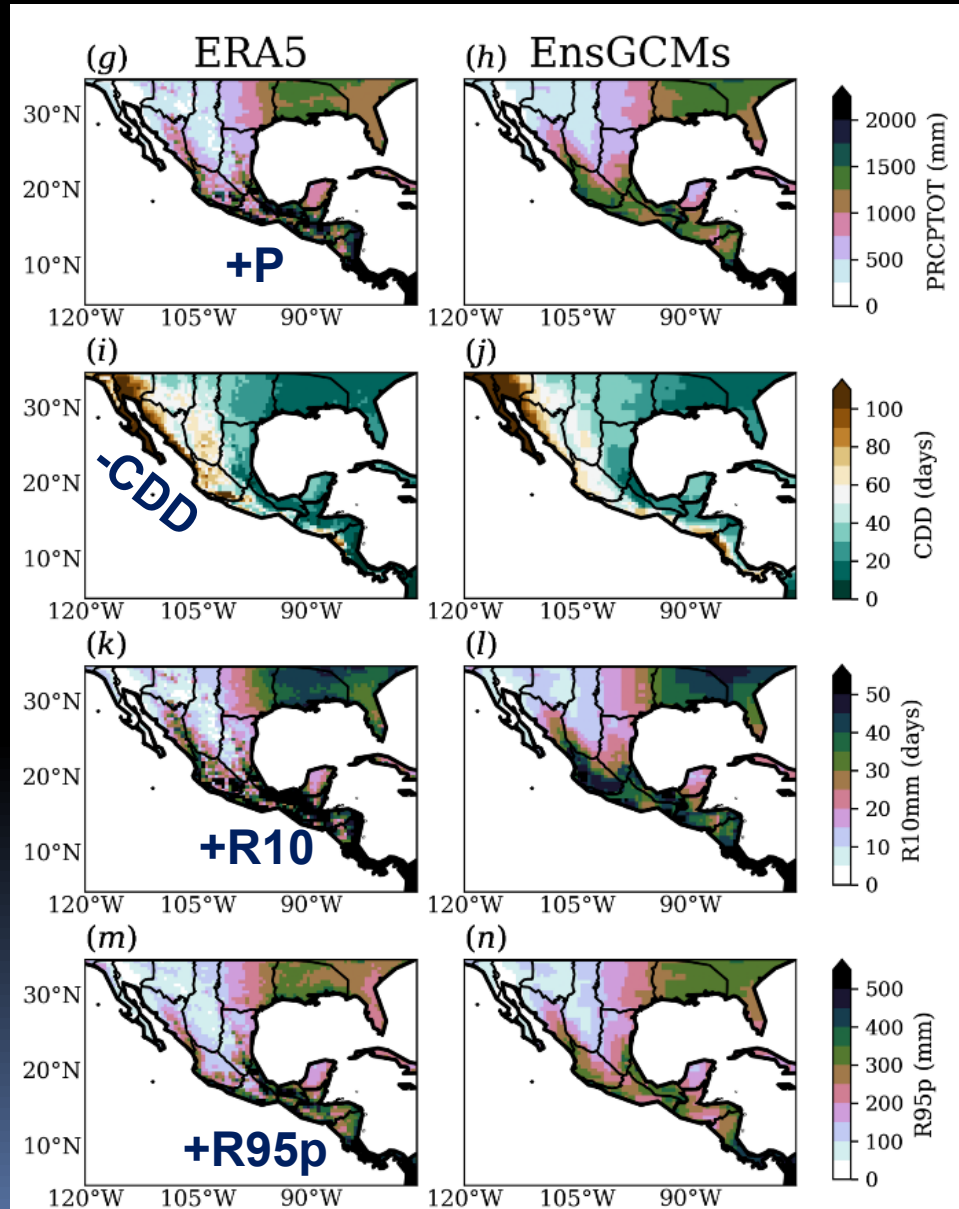 (g) ERA5 (h) EnsGCMs
30°N
20°N
10°N
120°W 105°W 90°W 120°W 105°W 90°W
+P
2000
1500
1000
500
0
PRCPTOT (mm)
(i) (j)
30°N
20°N
10°N
120°W 105°W 90°W 120°W 105°W 90°W
-CDD
100
80
60
40
20
0
CDD (days)
(k) (l)
30°N
20°N
10°N
120°W 105°W 90°W 120°W 105°W 90°W
+R10
50
40
30
20
10
0
R10mm (days)
(m) (n)
30°N
20°N
10°N
120°W 105°W 90°W 120°W 105°W 90°W
+R95p
500
400
300
200
100
0
R95p (mm)